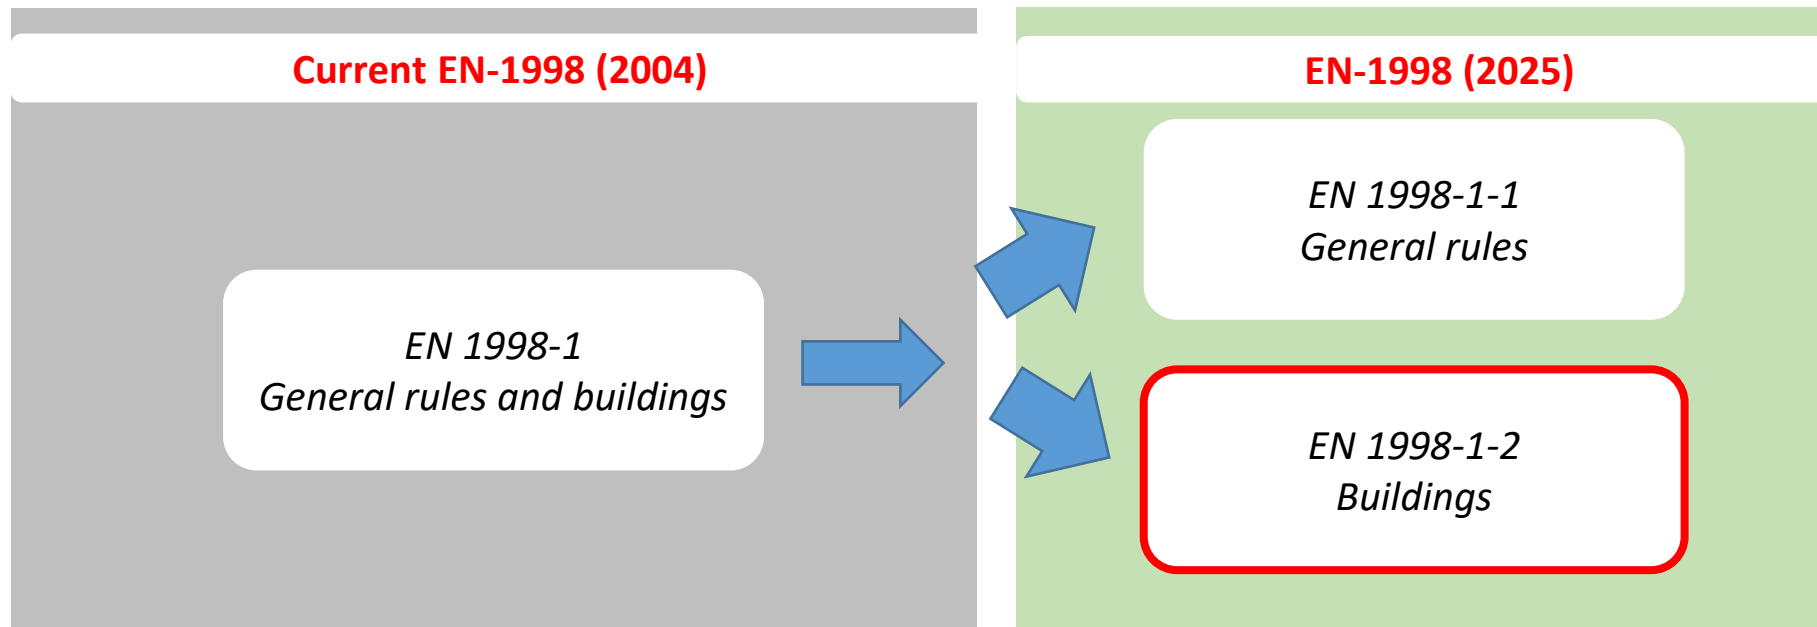 Current EN-1998 (2004)
EN-1998 (2025)
EN 1998-1
General rules and buildings
EN 1998-1-1
General rules
EN 1998-1-2
Buildings